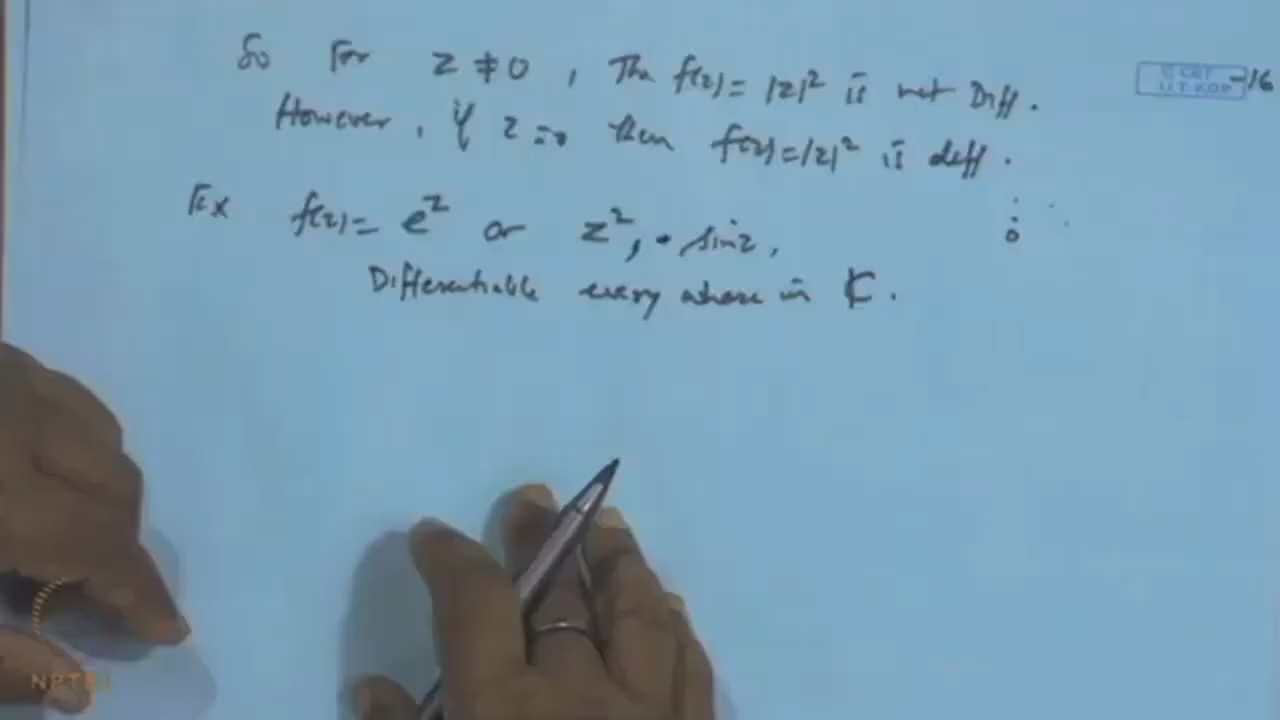 So For z ≠ 0, The f(z) = |z|² is not Diff.
However, if z = 0 then f(z) = |z|² is diff.
Ex f(z) = e^z or z², sin z,
Differentiable every where in ℂ.
-16
NPTEL